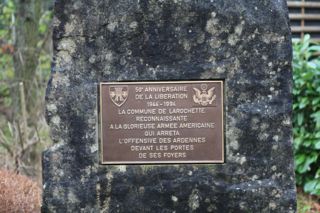 50e ANNIVERSAIRE
DE LA LIBERATION
1944 - 1994
LA COMMUNE DE LAROCHETTE
RECONNAISSANTE
A LA GLORIEUSE ARMEE AMERICAINE
QUI ARRETA
L'OFFENSIVE DES ARDENNES
DEVANT LES PORTES
DE SES FOYERS